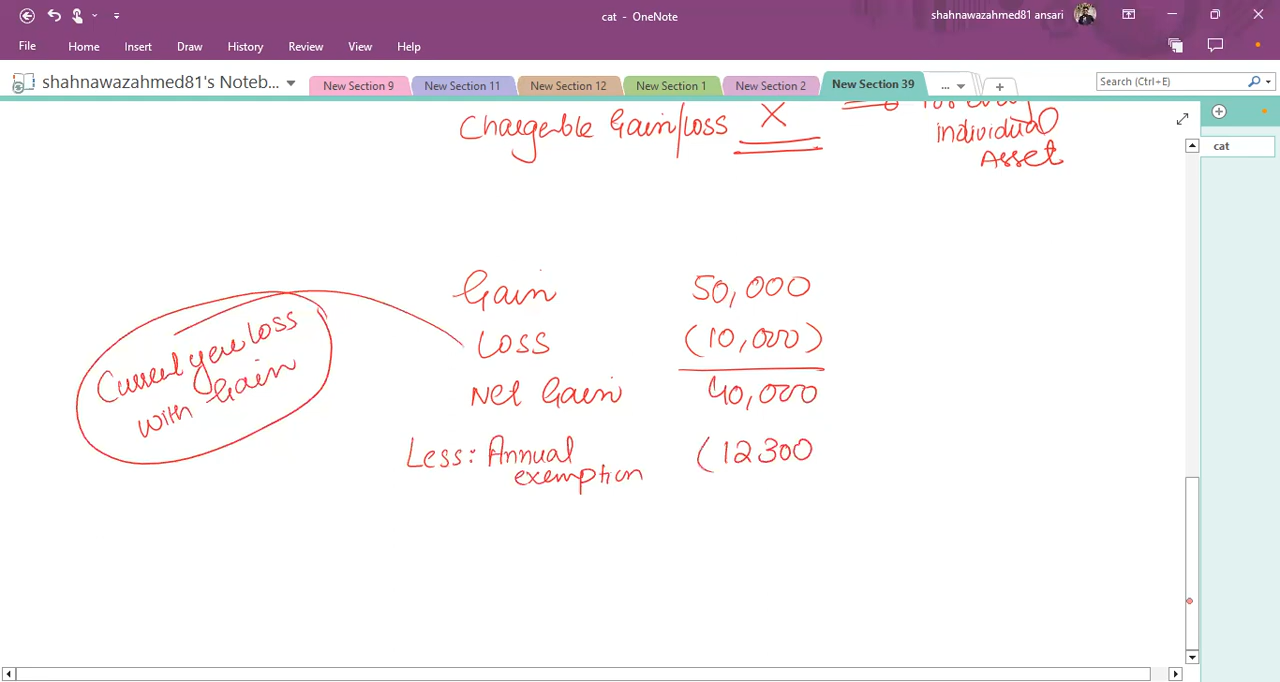 cat - OneNote
shahnawazahmed81 ansari
File Home Insert Draw History Review View Help
shahnawazahmed81's Noteb... New Section 9 New Section 11 New Section 12 New Section 1 New Section 2 New Section 39 ... Search (Ctrl+E)
cat
Chargeable Gain/Loss X
individual
Asset
Gain 50,000
Loss (10,000)
Net Gain 40,000
Less: Annual (12300
exemption
Current year Loss
with Gain